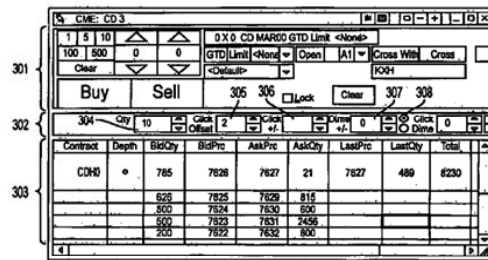 CME: CD 3
1 5 10 0 X 0 CD MAR00 GTD Limit <None>
100 500 0 0 GTD Limit <None Open A1 Cross With Cross
301
Clear <Default> KXH
Buy Sell Lock Clear
305 306 307 308
302 304 Qty 10 Click Offset 2 Click +/- Dime +/- 0 Click Dime 0
Contract Depth BidQty BidPrc AskPrc AskQty LastPrc LastQty Total
CDH0 785 7626 7627 21 7627 489 8230
303
626 7625 7629 815
500 7624 7630 600
500 7623 7631 2456
200 7622 7632 800